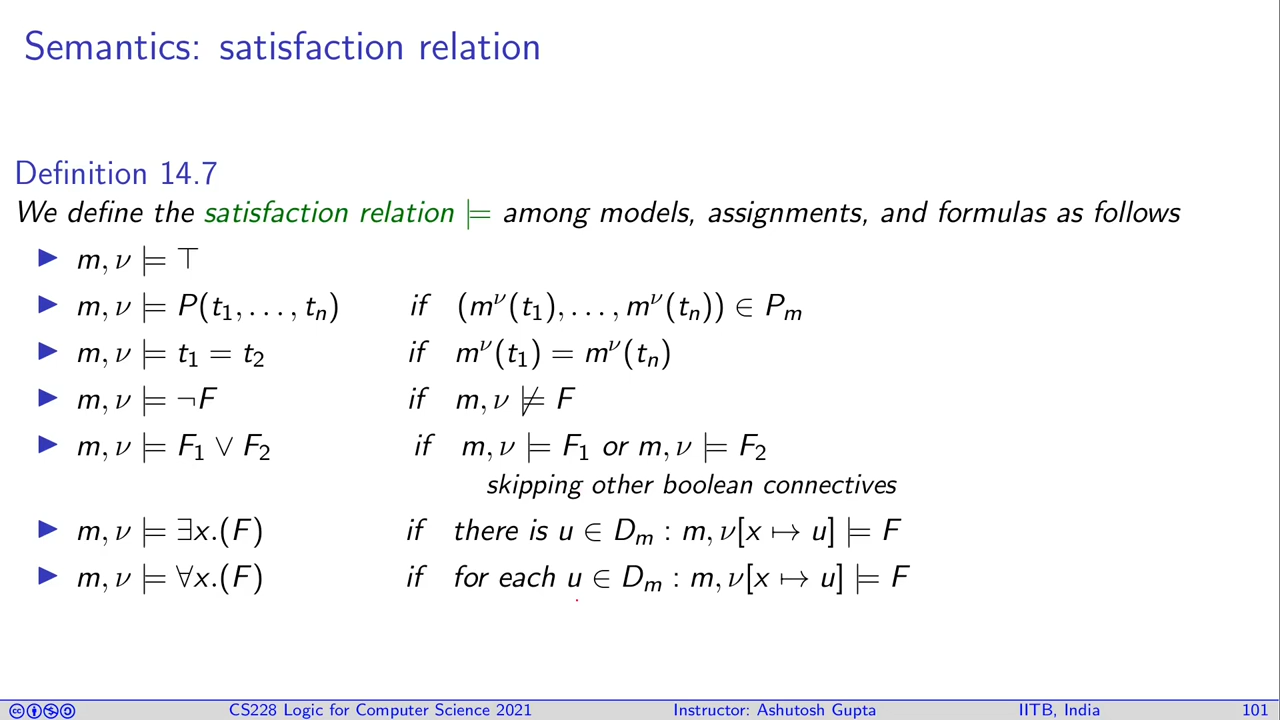 Semantics: satisfaction relation
Definition 14.7
We define the satisfaction relation ⊨ among models, assignments, and formulas as follows
▶ m, ν ⊨ ⊤
▶ m, ν ⊨ P(t₁, . . . , tₙ) if (m^ν(t₁), . . . , m^ν(tₙ)) ∈ Pₘ
▶ m, ν ⊨ t₁ = t₂ if m^ν(t₁) = m^ν(tₙ)
▶ m, ν ⊨ ¬F if m, ν ⊭ F
▶ m, ν ⊨ F₁ ∨ F₂ if m, ν ⊨ F₁ or m, ν ⊨ F₂
skipping other boolean connectives
▶ m, ν ⊨ ∃x.(F) if there is u ∈ Dₘ : m, ν[x ↦ u] ⊨ F
▶ m, ν ⊨ ∀x.(F) if for each u ∈ Dₘ : m, ν[x ↦ u] ⊨ F
CS228 Logic for Computer Science 2021 Instructor: Ashutosh Gupta IITB, India 101